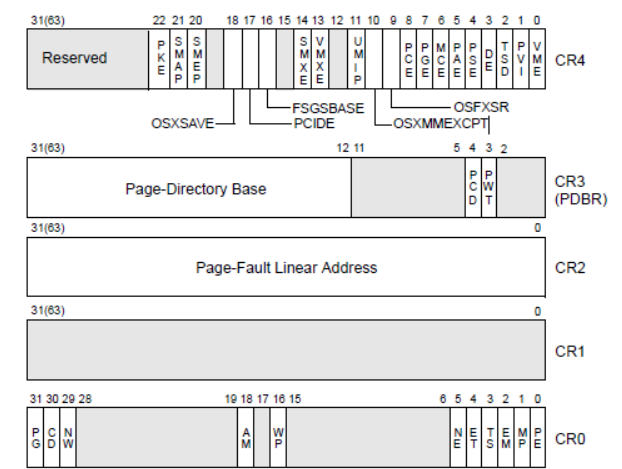 31(63) 22 21 20 18 17 16 15 14 13 12 11 10 9 8 7 6 5 4 3 2 1 0
Reserved PKE SMAP SMEP SMXE VMXE UMIP PCE PGE MCE PAE PSE DE TSD PVI VME CR4
FSGSBASE OSFXSR
OSXSAVE PCIDE OSXMMEXCPT
31(63) 12 11 5 4 3 2
Page-Directory Base PCD PWT CR3
(PDBR)
31(63) 0
Page-Fault Linear Address CR2
31(63) 0
CR1
31 30 29 28 19 18 17 16 15 6 5 4 3 2 1 0
PG CD NW AM WP NE ET TS EM MP PE CR0